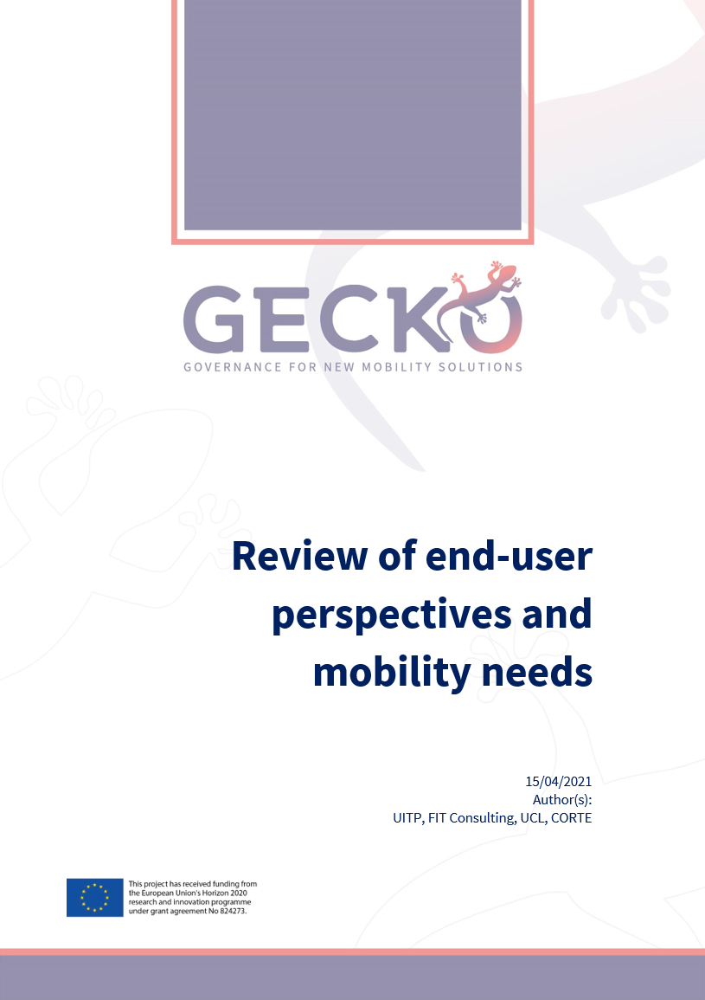 GECKO
GOVERNANCE FOR NEW MOBILITY SOLUTIONS
Review of end-user
perspectives and
mobility needs
15/04/2021
Author(s):
UITP, FIT Consulting, UCL, CORTE
This project has received funding from
the European Union's Horizon 2020
research and innovation programme
under grant agreement No 824273.